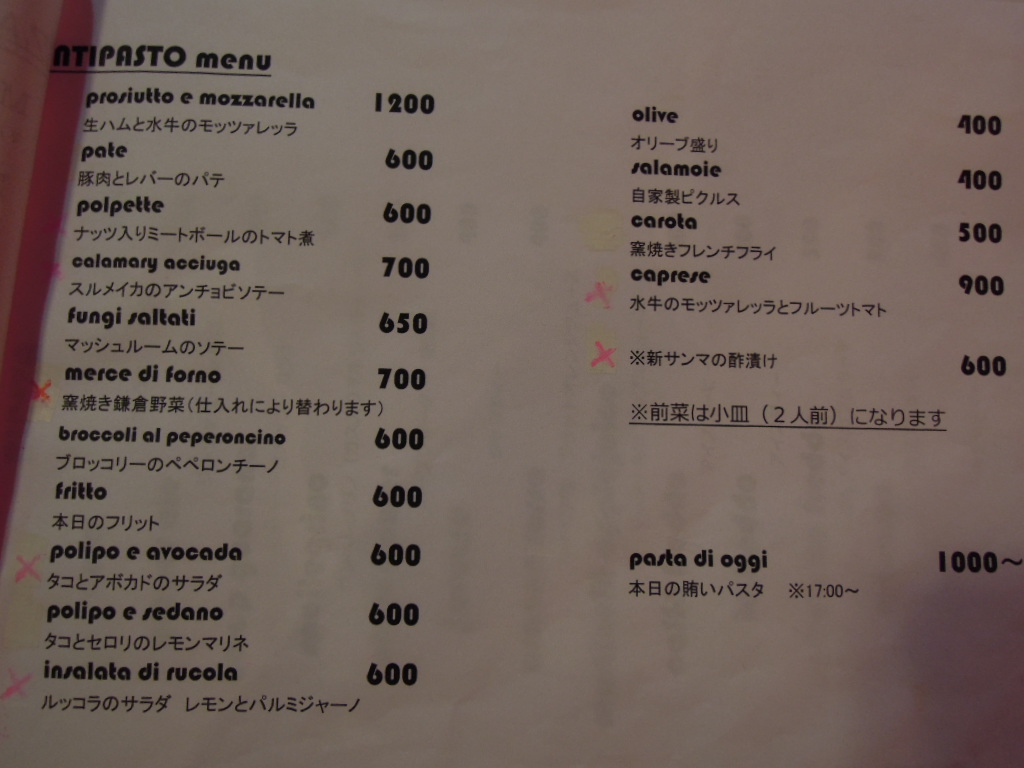 NTIPASTO menu
prosiutto e mozzarella 1200
生ハムと水牛のモッツァレッラ
pate 600
豚肉とレバーのパテ
polpette 600
ナッツ入りミートボールのトマト煮
calamary acciuga 700
スルメイカのアンチョビソテー
fungi saltati 650
マッシュルームのソテー
merce di forno 700
窯焼き鎌倉野菜（仕入れにより替わります）
broccoli al peperoncino 600
ブロッコリーのペペロンチーノ
fritto 600
本日のフリット
polipo e avocada 600
タコとアボカドのサラダ
polipo e sedano 600
タコとセロリのレモンマリネ
insalata di rucola 600
ルッコラのサラダ　レモンとパルミジャーノ
olive 400
オリーブ盛り
salamoie 400
自家製ピクルス
carota 500
窯焼きフレンチフライ
caprese 900
水牛のモッツァレッラとフルーツトマト
※新サンマの酢漬け 600
※前菜は小皿（２人前）になります
pasta di oggi 1000～
本日の賄いパスタ　※17:00～